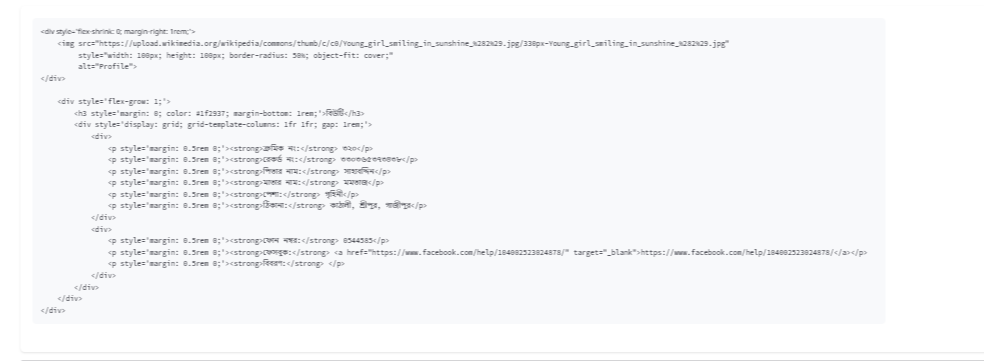 <div style='flex-shrink: 0; margin-right: 1rem;'>
<img src="https://upload.wikimedia.org/wikipedia/commons/thumb/c/c0/Young_girl_smiling_in_sunshine_%282%29.jpg/330px-Young_girl_smiling_in_sunshine_%282%29.jpg"
style="width: 100px; height: 100px; border-radius: 50%; object-fit: cover;"
alt="Profile">
</div>
<div style='flex-grow: 1;'>
<h3 style='margin: 0; color: #1f2937; margin-bottom: 1rem;'>বিউটি</h3>
<div style='display: grid; grid-template-columns: 1fr 1fr; gap: 1rem;'>
<div>
<p style='margin: 0.5rem 0;'><strong>ক্রমিক নং:</strong> ৩২০</p>
<p style='margin: 0.5rem 0;'><strong>রেকর্ড নং:</strong> </p>
<p style='margin: 0.5rem 0;'><strong>পিতার নাম:</strong> সাহাবদ্দিন</p>
<p style='margin: 0.5rem 0;'><strong>মাতার নাম:</strong> মমতাজ</p>
<p style='margin: 0.5rem 0;'><strong>পেশা:</strong> গৃহিনী</p>
<p style='margin: 0.5rem 0;'><strong>ঠিকানা:</strong> কাঠালী, শ্রীপুর, গাজীপুর</p>
</div>
<div>
<p style='margin: 0.5rem 0;'><strong>ফোন নম্বর:</strong> 0544585</p>
<p style='margin: 0.5rem 0;'><strong>ফেসবুক:</strong> <a href="https://www.facebook.com/help/104002523024878/" target="_blank">https://www.facebook.com/help/104002523024878/</a></p>
<p style='margin: 0.5rem 0;'><strong>বিবরণ:</strong> </p>
</div>
</div>
</div>
</div>